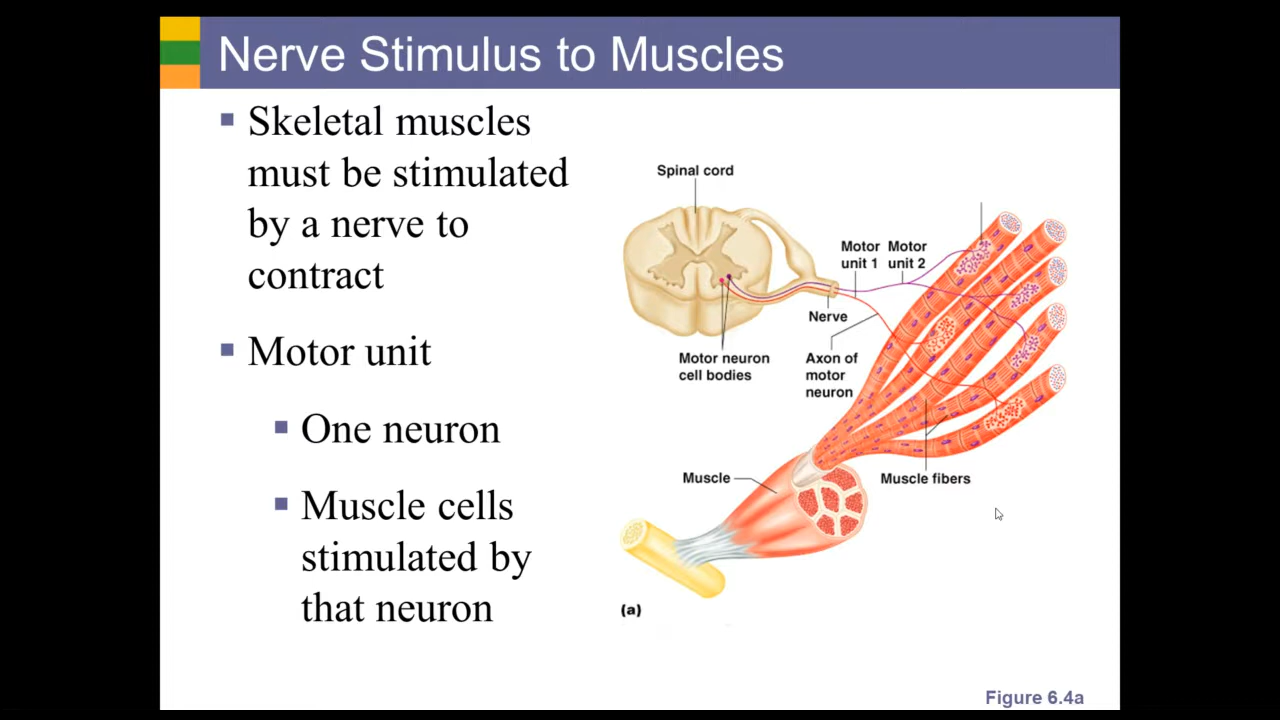 Nerve Stimulus to Muscles
Skeletal muscles
must be stimulated
by a nerve to
contract
Motor unit
One neuron
Muscle cells
stimulated by
that neuron
Spinal cord
Motor
unit 1
Motor
unit 2
Nerve
Motor neuron
cell bodies
Axon of
motor
neuron
Muscle
Muscle fibers
(a)
Figure 6.4a